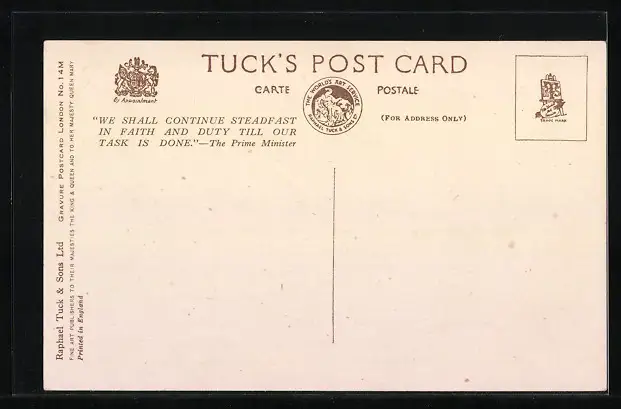 TUCK'S POST CARD
CARTE POSTALE
By Appointment
THE WORLD'S ART SERVICE
RAPHAEL TUCK & SONS LD
(FOR ADDRESS ONLY)
TRADE MARK
"WE SHALL CONTINUE STEADFAST
IN FAITH AND DUTY TILL OUR
TASK IS DONE."—The Prime Minister
Raphael Tuck & Sons Ltd GRAVURE POSTCARD LONDON NO. 14M
FINE ART PUBLISHERS TO THEIR MAJESTIES THE KING & QUEEN AND TO HER MAJESTY QUEEN MARY
Printed in England